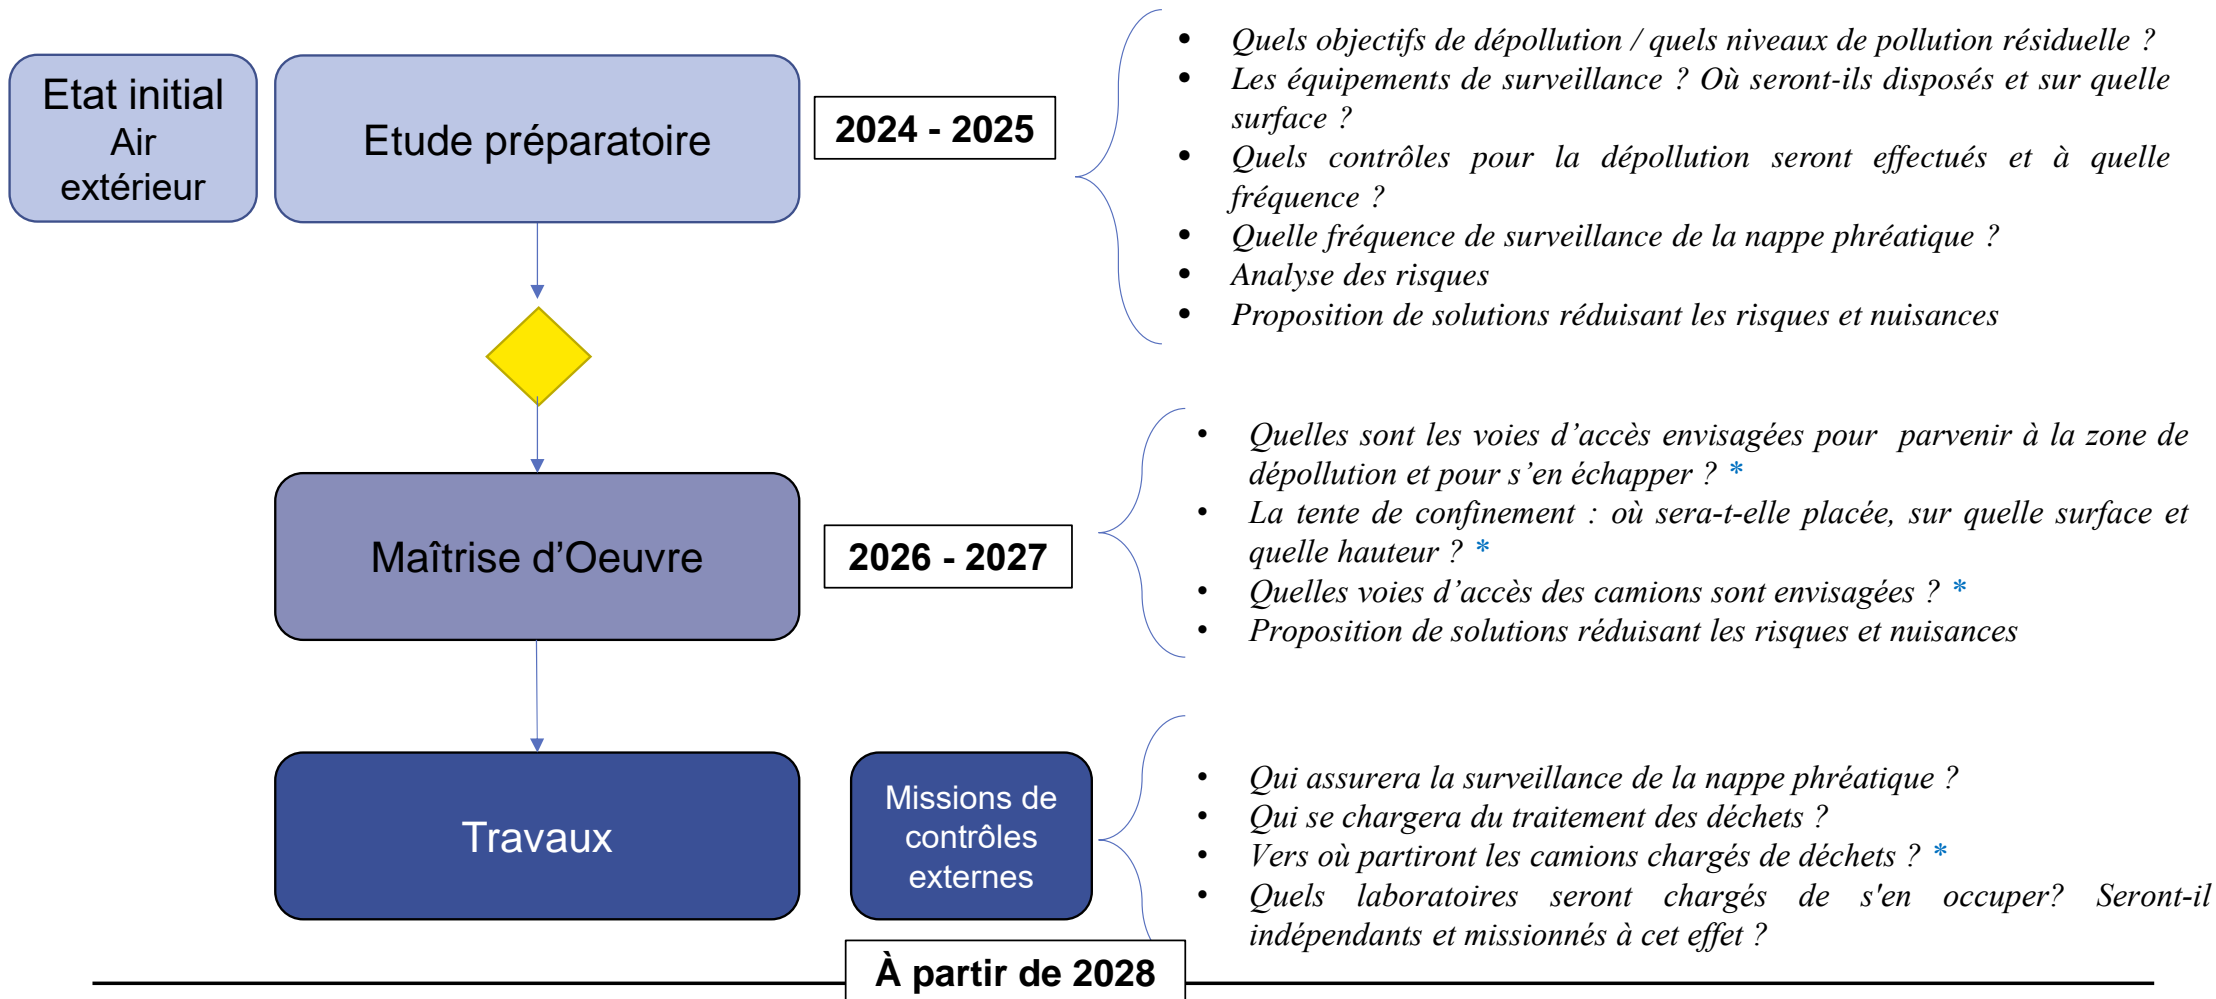 Etat initial
Air
extérieur
Etude préparatoire
2024 - 2025
• Quels objectifs de dépollution / quels niveaux de pollution résiduelle ?
• Les équipements de surveillance ? Où seront-ils disposés et sur quelle
surface ?
• Quels contrôles pour la dépollution seront effectués et à quelle
fréquence ?
• Quelle fréquence de surveillance de la nappe phréatique ?
• Analyse des risques
• Proposition de solutions réduisant les risques et nuisances
Maîtrise d’Oeuvre
2026 - 2027
• Quelles sont les voies d’accès envisagées pour parvenir à la zone de
dépollution et pour s’en échapper ? *
• La tente de confinement : où sera-t-elle placée, sur quelle surface et
quelle hauteur ? *
• Quelles voies d’accès des camions sont envisagées ? *
• Proposition de solutions réduisant les risques et nuisances
Travaux
Missions de
contrôles
externes
• Qui assurera la surveillance de la nappe phréatique ?
• Qui se chargera du traitement des déchets ?
• Vers où partiront les camions chargés de déchets ? *
• Quels laboratoires seront chargés de s'en occuper? Seront-il
indépendants et missionnés à cet effet ?
À partir de 2028